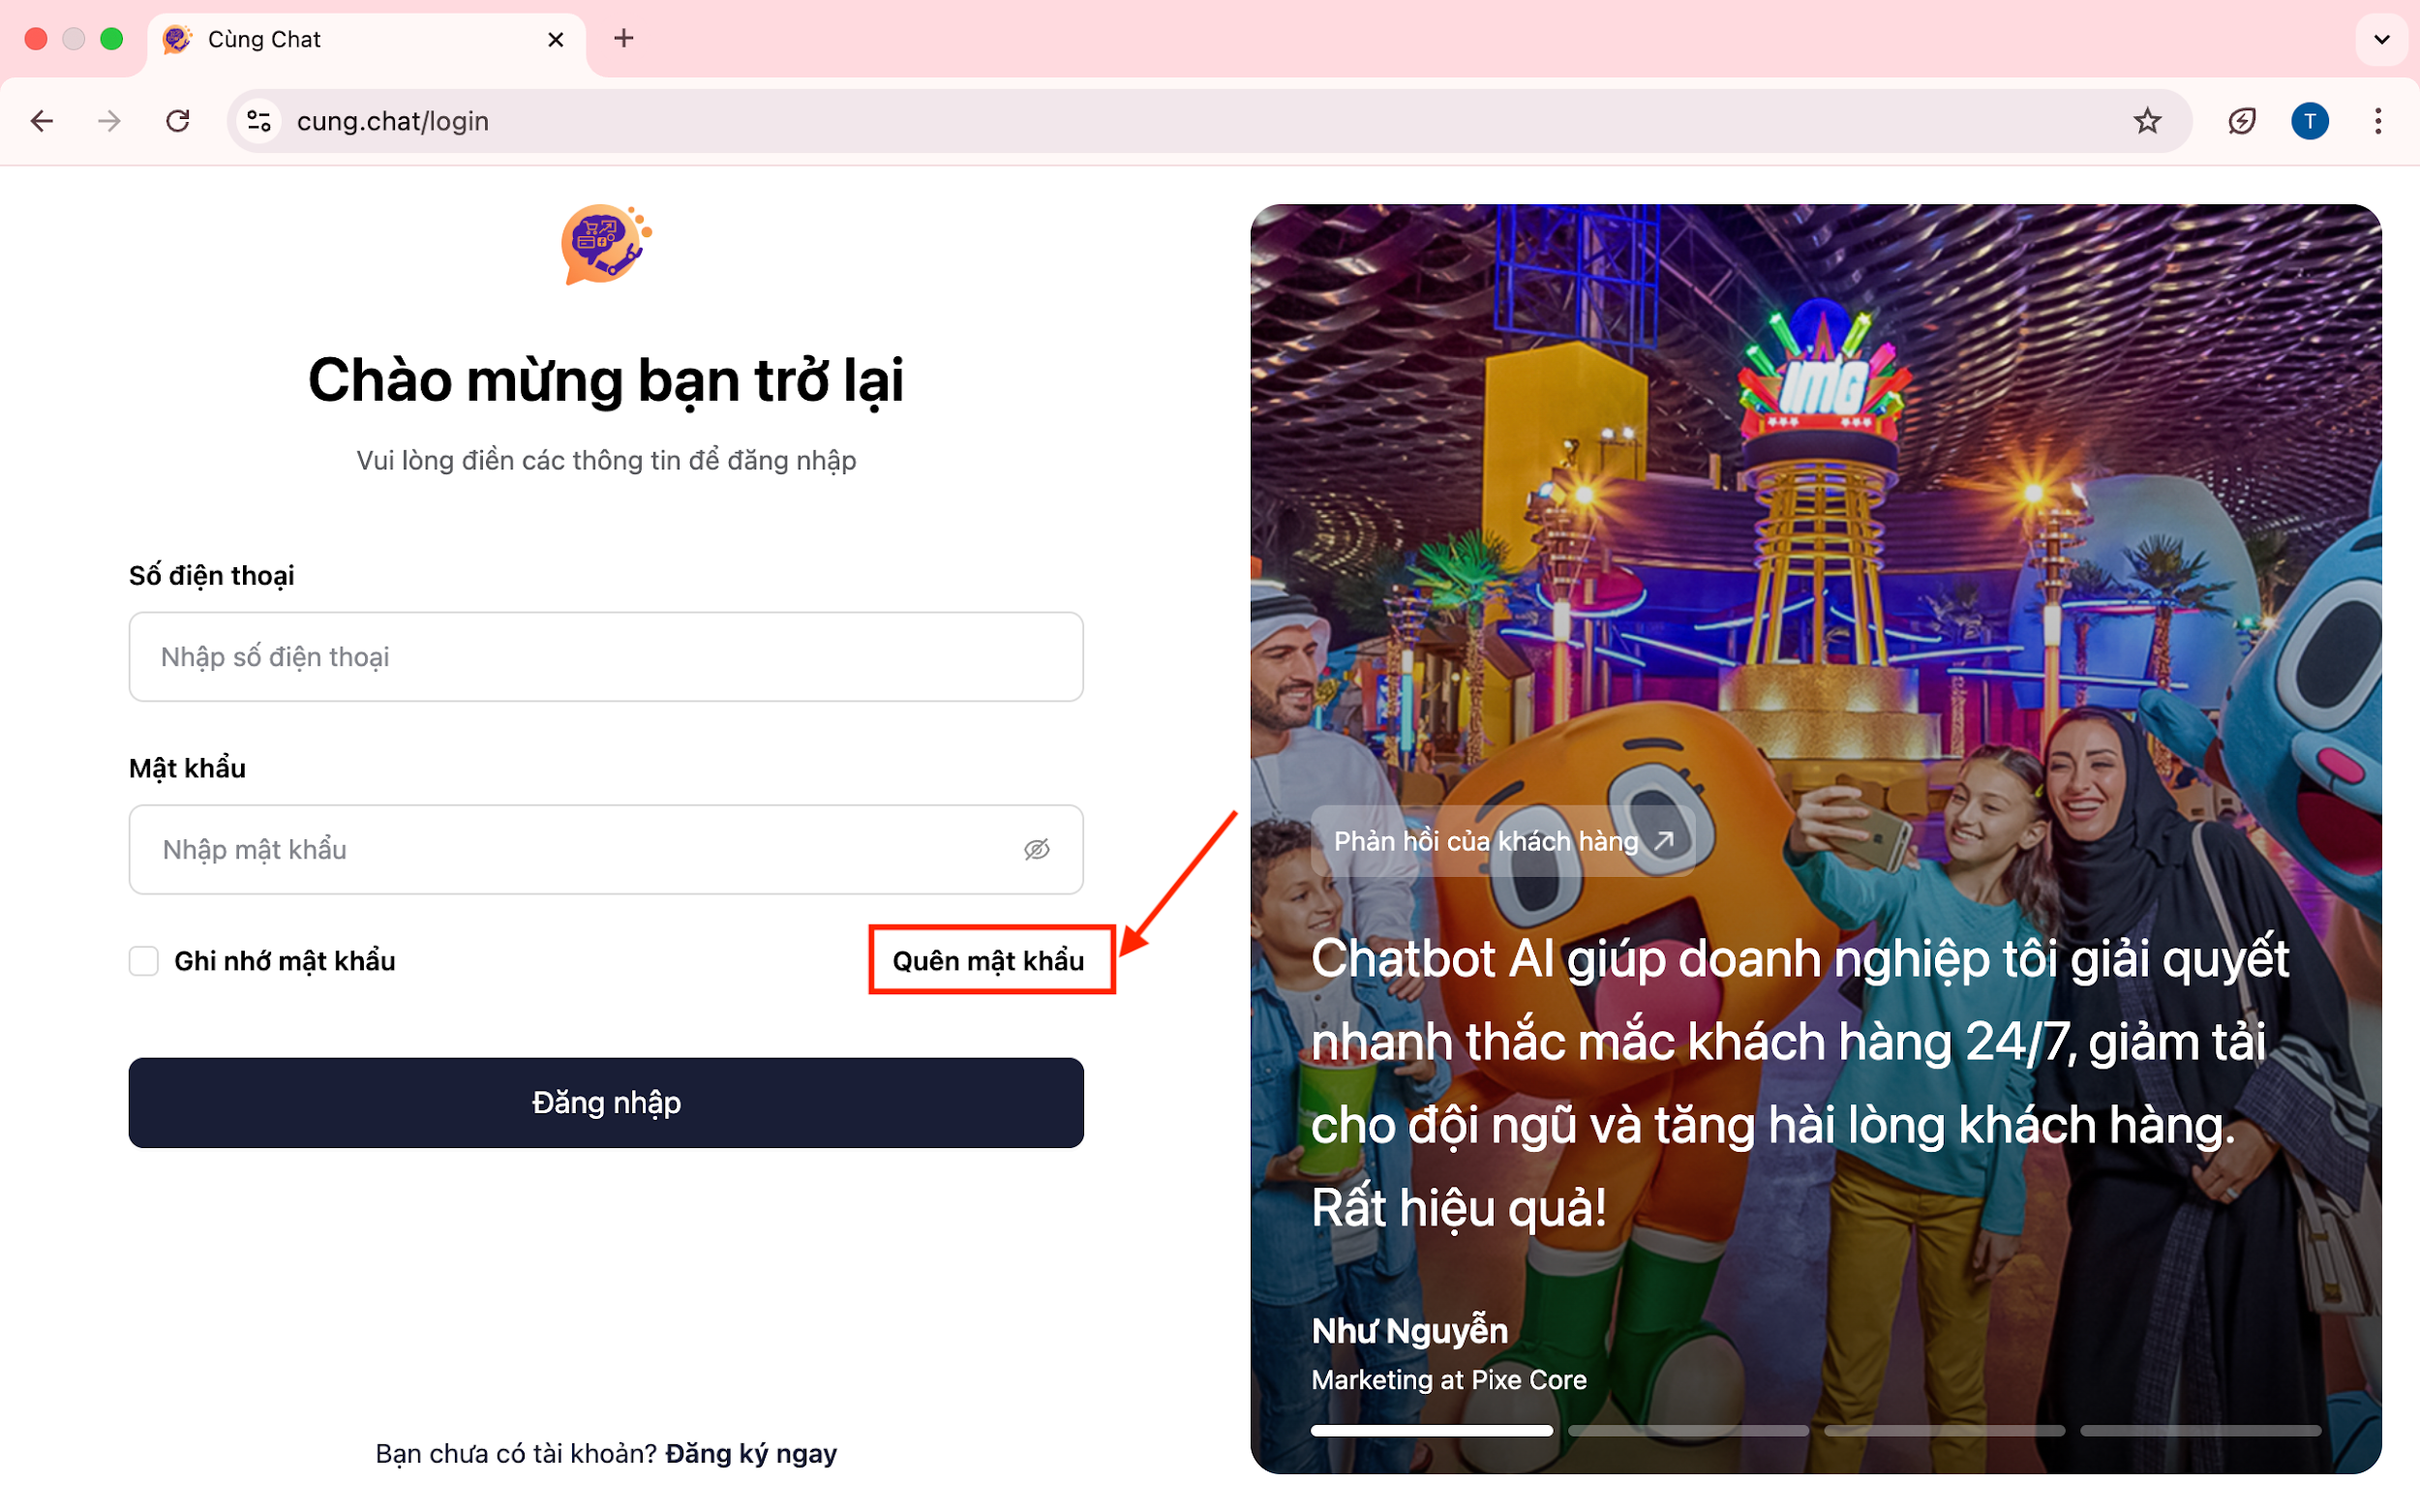 Cùng Chat
cung.chat/login
T
Chào mừng bạn trở lại
Vui lòng điền các thông tin để đăng nhập
Số điện thoại
Nhập số điện thoại
Mật khẩu
Nhập mật khẩu
Ghi nhớ mật khẩu
Quên mật khẩu
Đăng nhập
Bạn chưa có tài khoản? Đăng ký ngay
IMG
Phản hồi của khách hàng
Chatbot AI giúp doanh nghiệp tôi giải quyết
nhanh thắc mắc khách hàng 24/7, giảm tải
cho đội ngũ và tăng hài lòng khách hàng.
Rất hiệu quả!
Như Nguyễn
Marketing at Pixe Core